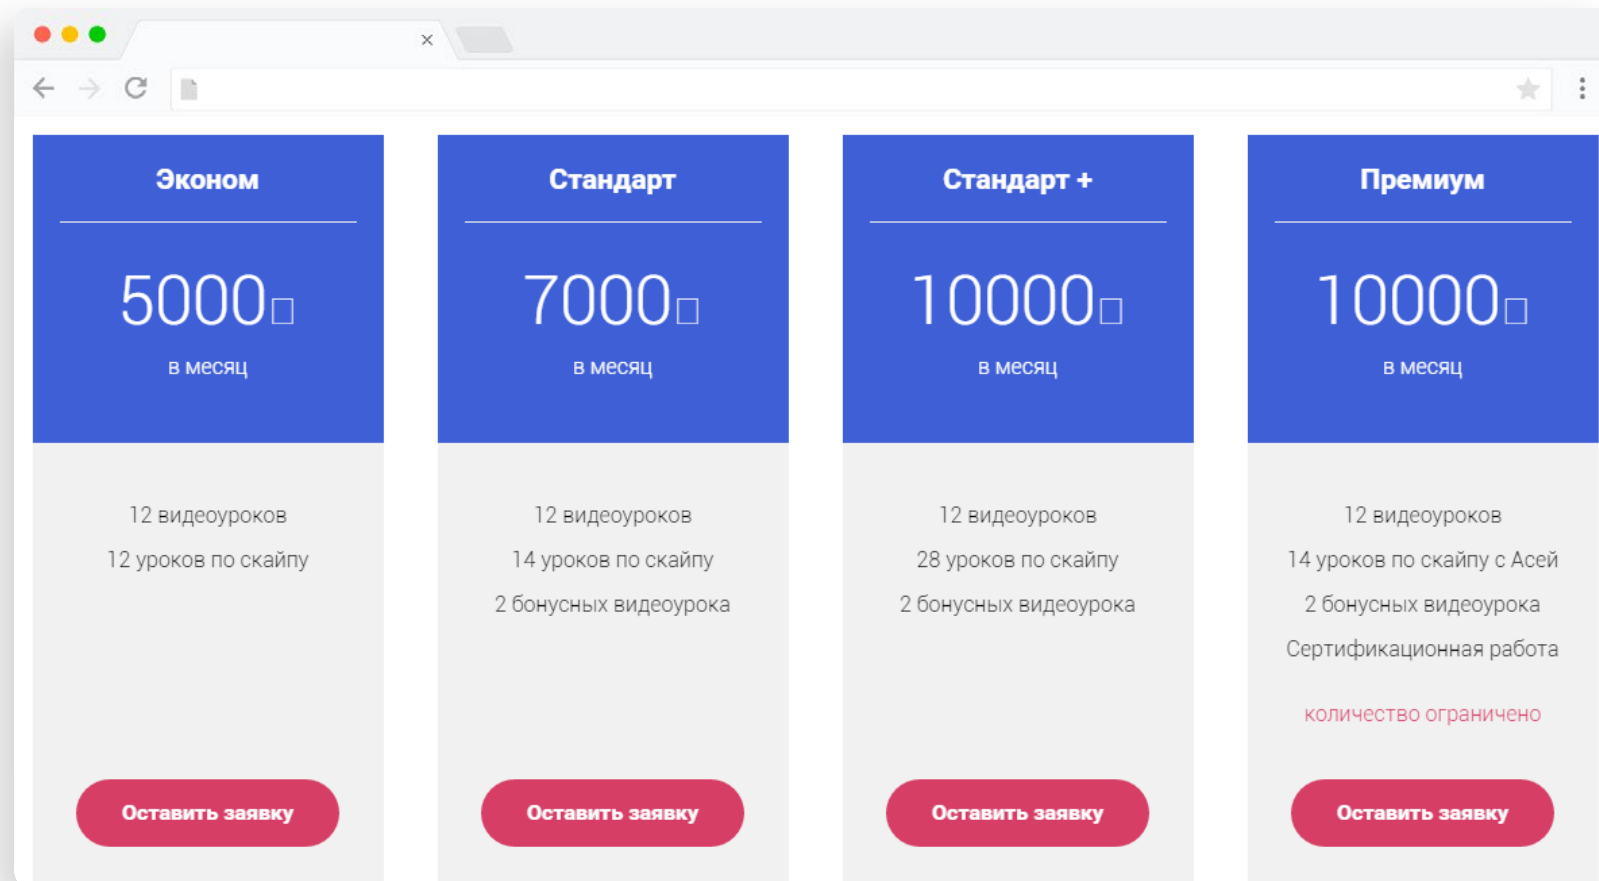 Эконом
5000
в месяц
12 видеоуроков
12 уроков по скайпу
Оставить заявку
Стандарт
7000
в месяц
12 видеоуроков
14 уроков по скайпу
2 бонусных видеоурока
Оставить заявку
Стандарт +
10000
в месяц
12 видеоуроков
28 уроков по скайпу
2 бонусных видеоурока
Оставить заявку
Премиум
10000
в месяц
12 видеоуроков
14 уроков по скайпу с Асей
2 бонусных видеоурока
Сертификационная работа
количество ограничено
Оставить заявку